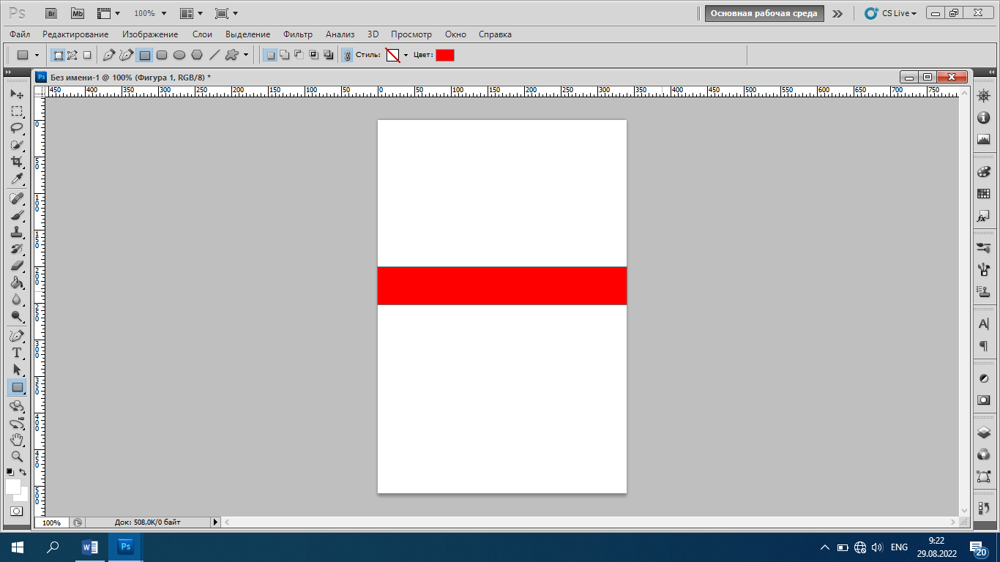 Ps Br Mb 100% Основная рабочая среда CS Live
Файл Редактирование Изображение Слои Выделение Фильтр Анализ 3D Просмотр Окно Справка
Стиль: Цвет:
Ps Без имени-1 @ 100% (Фигура 1, RGB/8) *
450 400 350 300 250 200 150 100 50 0 50 100 150 200 250 300 350 400 450 500 550 600 650 700 750
0
50
100
150
200
250
300
350
400
450
500
100% Док: 508,0K/0 байт
W Ps ENG 9:22
29.08.2022 20